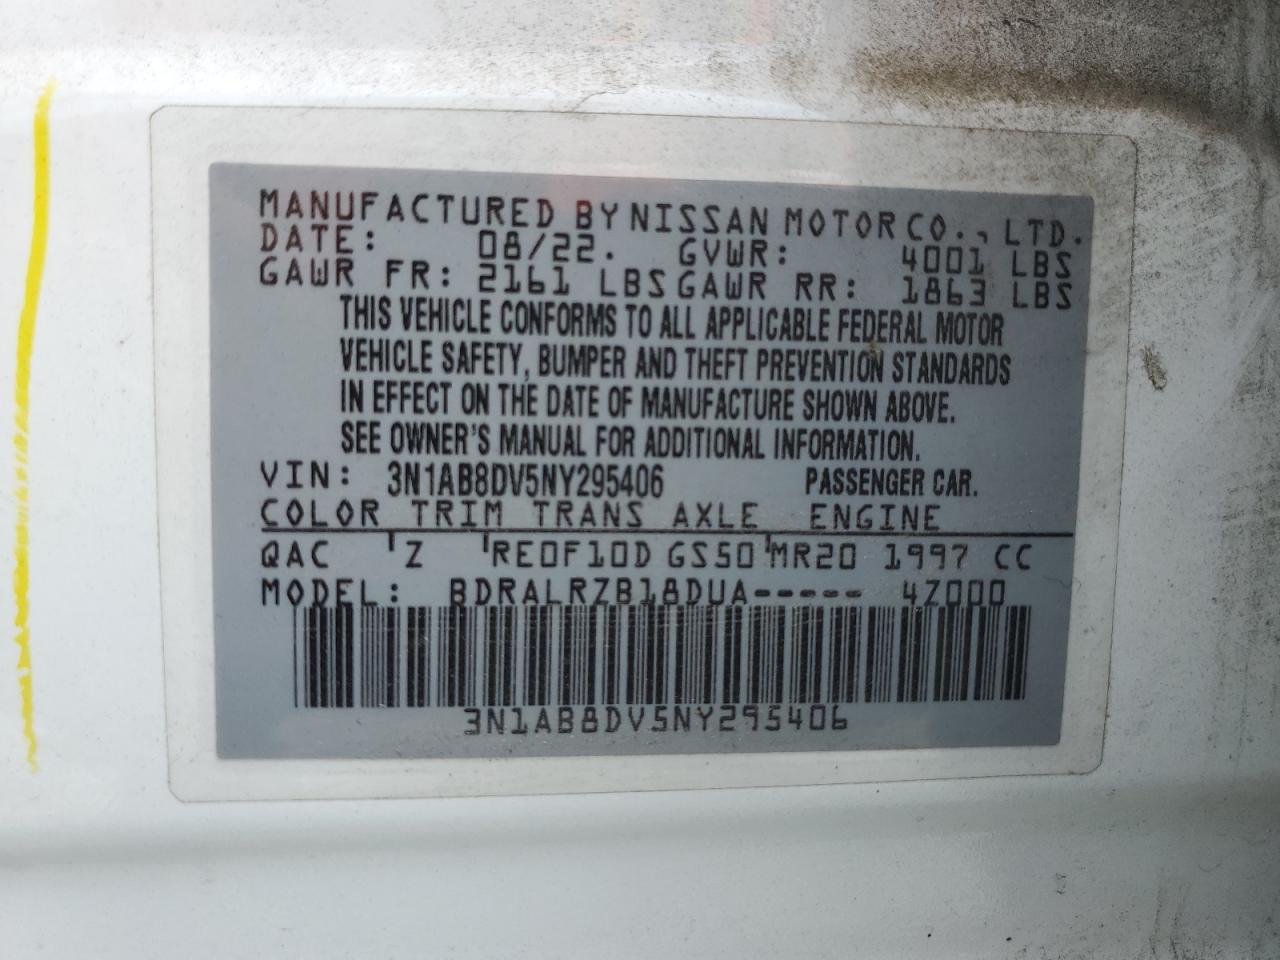 MANUFACTURED BY NISSAN MOTOR CO., LTD.
DATE: 08/22. GVWR: 4001 LBS
GAWR FR: 2161 LBS GAWR RR: 1863 LBS
THIS VEHICLE CONFORMS TO ALL APPLICABLE FEDERAL MOTOR
VEHICLE SAFETY, BUMPER AND THEFT PREVENTION STANDARDS
IN EFFECT ON THE DATE OF MANUFACTURE SHOWN ABOVE.
SEE OWNER'S MANUAL FOR ADDITIONAL INFORMATION.
VIN: 3N1AB8DV5NY295406 PASSENGER CAR.
COLOR TRIM TRANS AXLE ENGINE
QAC Z RE0F10D GS50 MR20 1997 CC
MODEL: BDRALRZB18DUA----- 4Z000
3N1AB8DV5NY295406